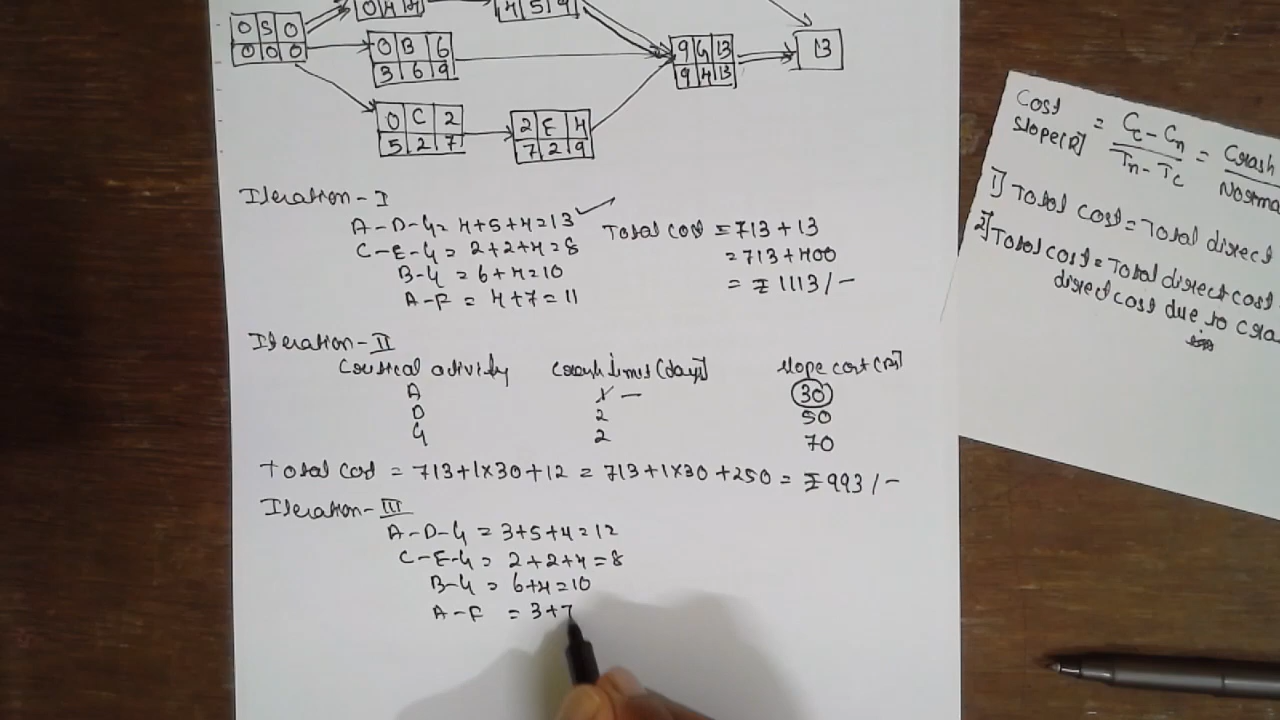 0 S 0
0 0 0
0 4 4
4 5 9
0 B 6
3 6 9
9 G 13
9 4 13
13
0 C 2
5 2 7
2 E 4
7 2 9
Cost slope(Rs) = Cc - Cn / Tn - Tc = Crash / Normal
1] Total cost = Total direct
2] Total cost = Total direct cost
direct cost due to cra
Iteration - I
A-D-G = 4+5+4=13
C-E-G = 2+2+4=8
B-G = 6+4=10
A-F = 4+7=11
Total cost = 713+13
= 713+400
= ₹1113/-
Iteration - II
Critical activity Crash limit (days) slope cost (Rs)
A 1 - 30
D 2 50
G 2 70
Total cost = 713+1×30+12 = 713+1×30+250 = ₹993/-
Iteration - III
A-D-G = 3+5+4=12
C-E-G = 2+2+4=8
B-G = 6+4=10
A-F = 3+7